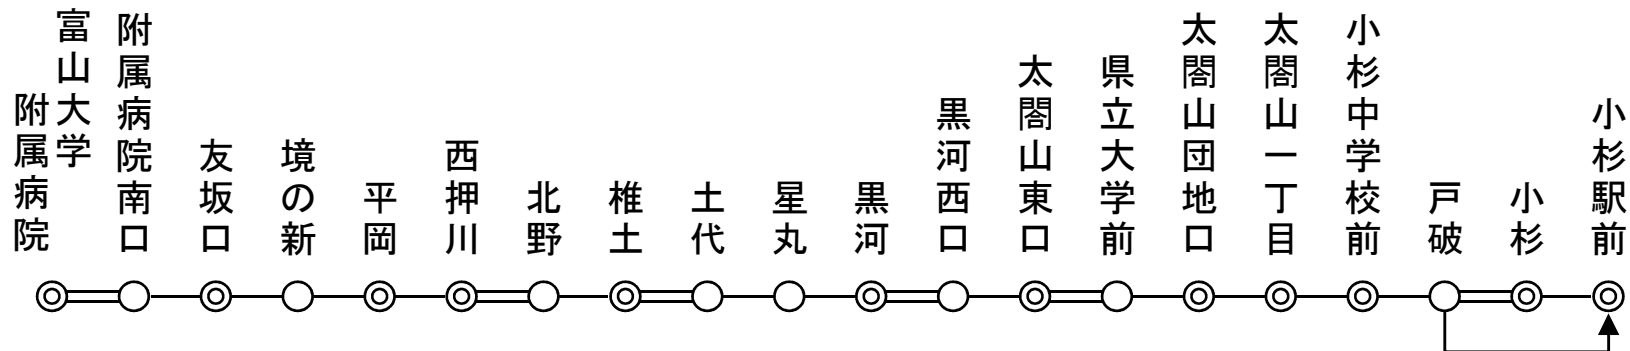 富山大学
附属病院
附属病院南口
友坂口
境の新
平岡
西押川
北野
椎土
土代
星丸
黒河
黒河西口
太閤山東口
県立大学前
太閤山団地口
太閤山一丁目
小杉中学校前
戸破
小杉
小杉駅前